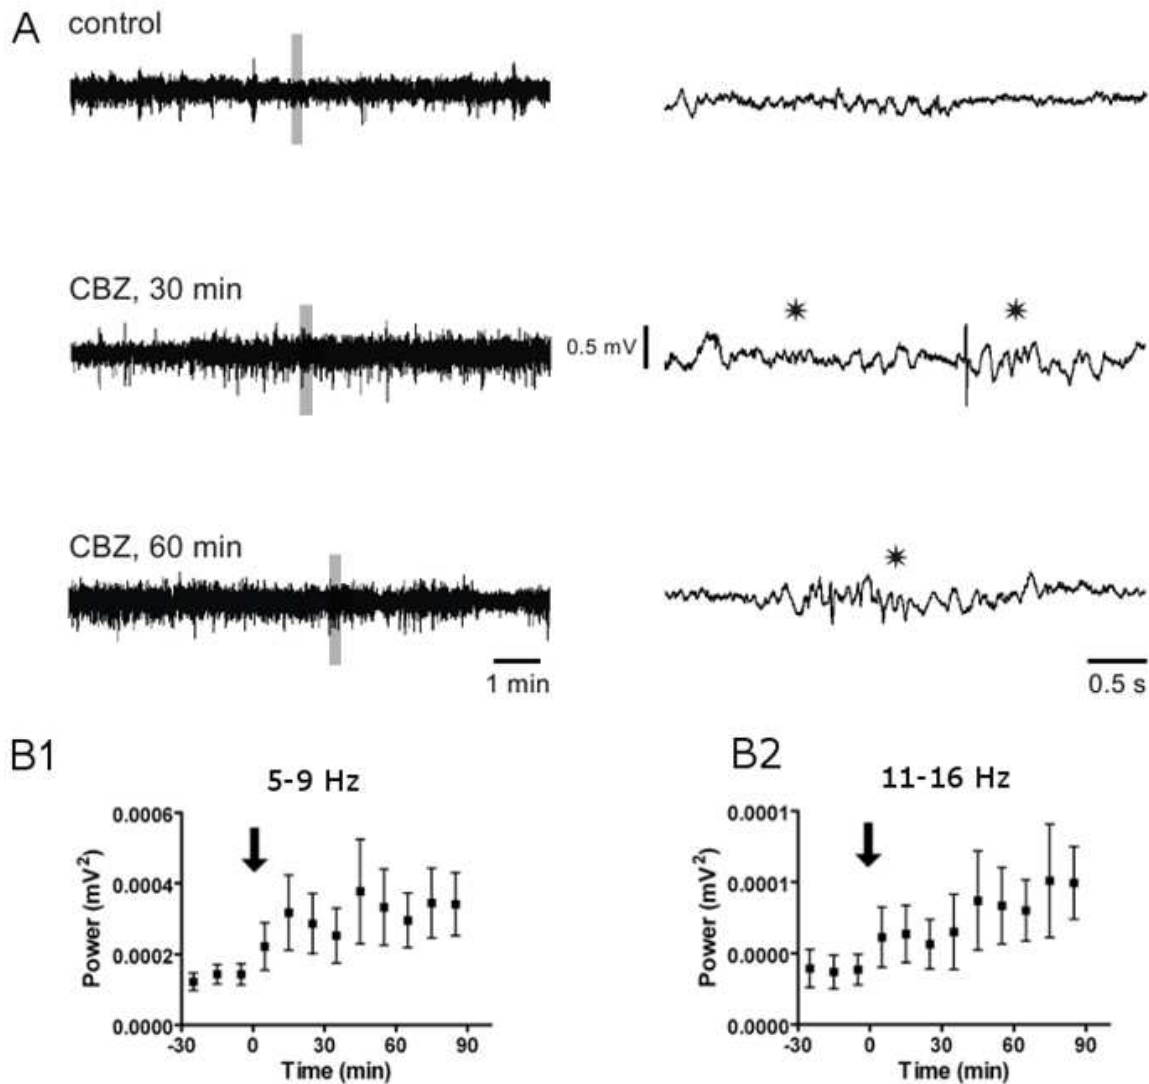 A
control
CBZ, 30 min
0.5 mV
CBZ, 60 min
1 min
0.5 s
B1
5-9 Hz
0.0006
0.0004
0.0002
0.0000
Power (mV²)
-30 0 30 60 90
Time (min)
B2
11-16 Hz
0.0001
0.0001
0.0000
0.0000
Power (mV²)
-30 0 30 60 90
Time (min)